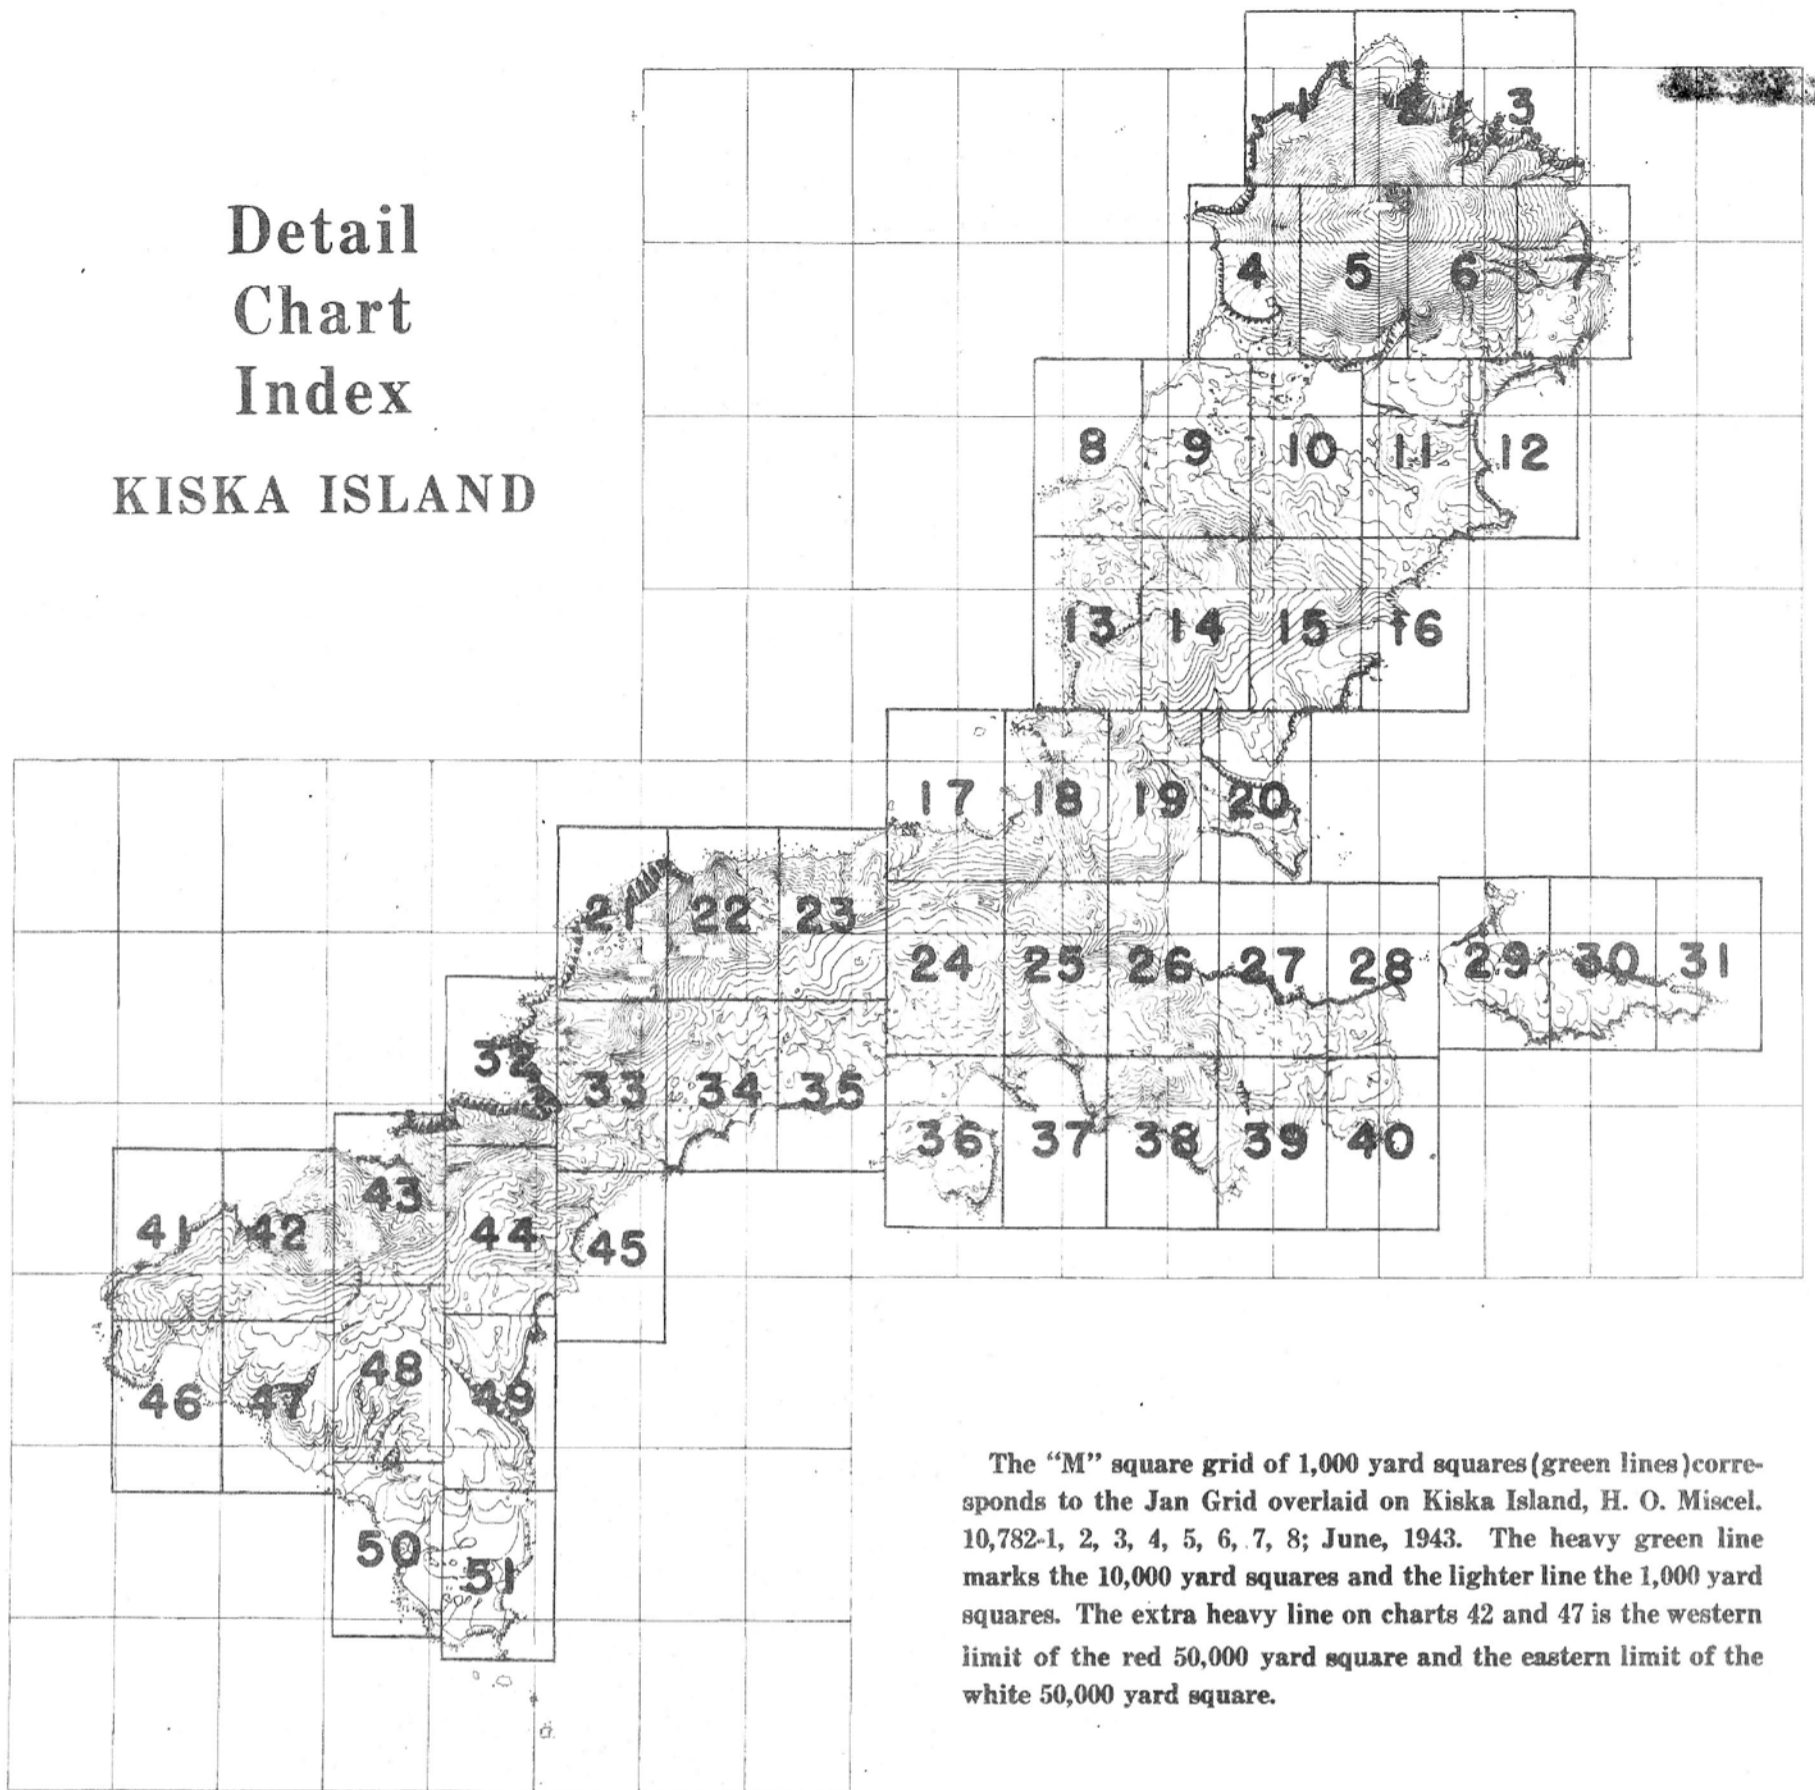 Detail
Chart
Index
KISKA ISLAND
1 2 3
4 5 6 7
8 9 10 11 12
13 14 15 16
17 18 19 20
21 22 23
24 25 26 27 28
29 30 31
32
33 34 35
36 37 38 39 40
41 42 43 44 45
46 47 48 49
50 51
The “M” square grid of 1,000 yard squares (green lines) corre-
sponds to the Jan Grid overlaid on Kiska Island, H. O. Miscel.
10,782-1, 2, 3, 4, 5, 6, 7, 8; June, 1943. The heavy green line
marks the 10,000 yard squares and the lighter line the 1,000 yard
squares. The extra heavy line on charts 42 and 47 is the western
limit of the red 50,000 yard square and the eastern limit of the
white 50,000 yard square.